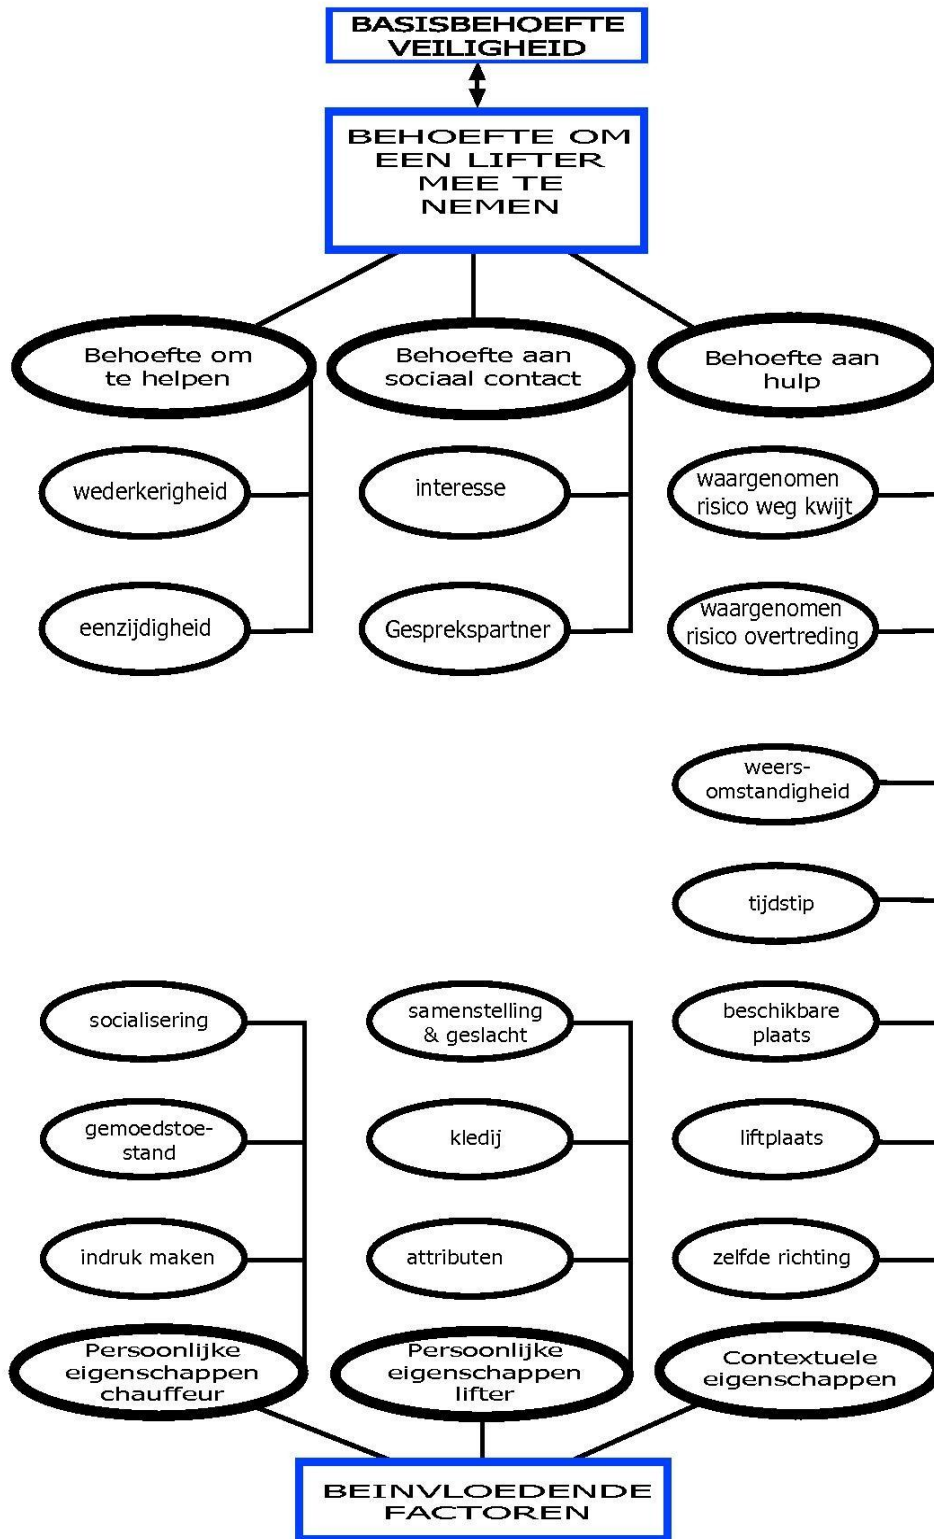 BASISBEHOEFTE
VEILIGHEID
BEHOEFTE OM
EEN LIFTER
MEE TE
NEMEN
Behoefte om
te helpen
Behoefte aan
sociaal contact
Behoefte aan
hulp
wederkerigheid
interesse
waargenomen
risico weg kwijt
eenzijdigheid
Gesprekspartner
waargenomen
risico overtreding
weers-
omstandigheid
tijdstip
socialisering
samenstelling
& geslacht
beschikbare
plaats
gemoedstoe-
stand
kledij
liftplaats
indruk maken
attributen
zelfde richting
Persoonlijke
eigenschappen
chauffeur
Persoonlijke
eigenschappen
lifter
Contextuele
eigenschappen
BEINVLOEDENDE
FACTOREN